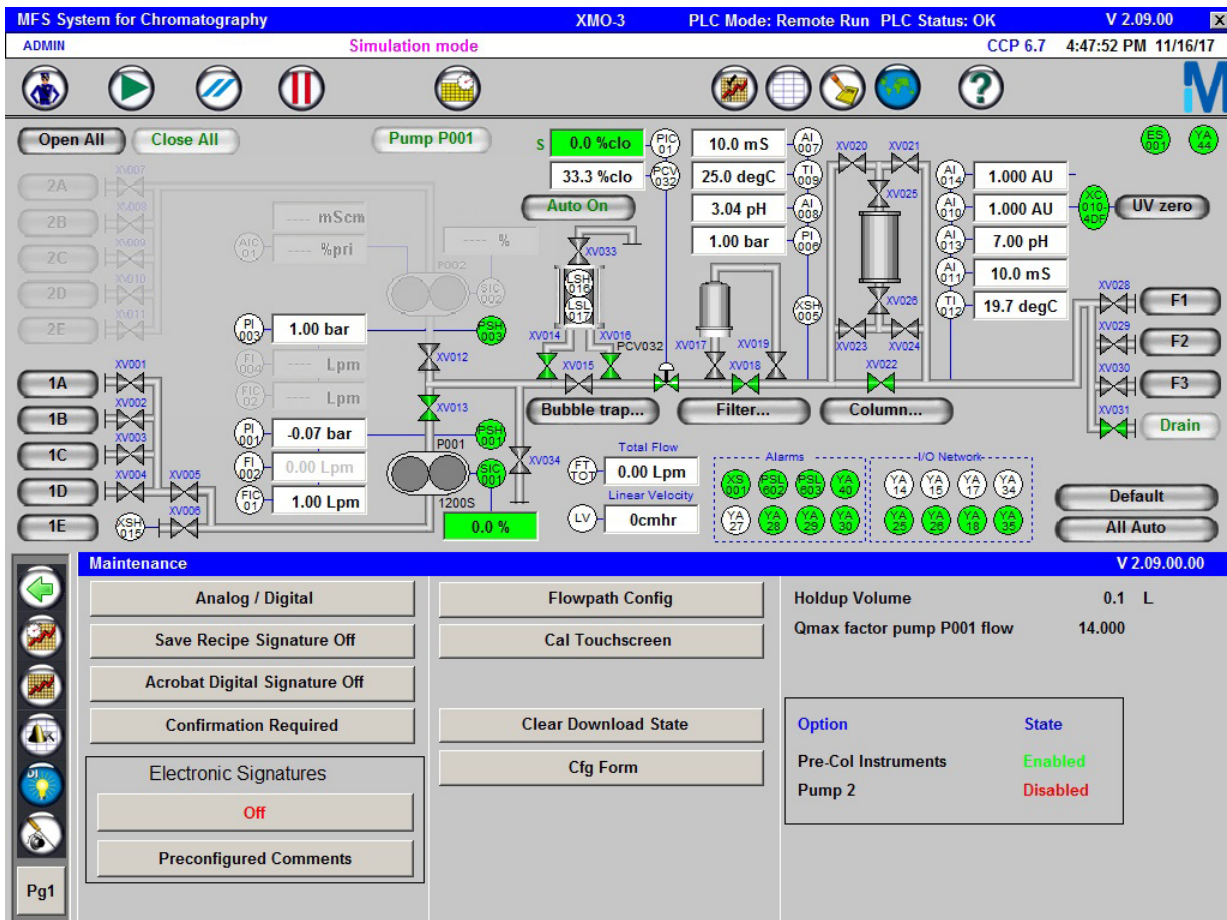 MFS System for Chromatography XMO-3 PLC Mode: Remote Run PLC Status: OK V 2.09.00 X
ADMIN Simulation mode CCP 6.7 4:47:52 PM 11/16/17
M
Open All Close All Pump P001 S 0.0 %clo PIC 01 10.0 mS AI 007 XV020 XV021 ES 001 YA 44
33.3 %clo PCV 032 25.0 degC TI 009 AI 014 1.000 AU
XV007
2A
XV025
Auto On 3.04 pH AI 008 AI 010 1.000 AU XC 010- 4DF UV zero
XV008
2B ---- mScm
XV009
2C AIC 01 ---- %pri ---- % XV033 1.00 bar PI 006 AI 013 7.00 pH
P002
XV010
2D SIC 002 LSH 016 AI 011 10.0 mS
XV011
2E LSL 017 XSH 005 XV026 TI 012 19.7 degC XV028 F1
PI 003 1.00 bar PSH 003 XV014 XV016 PCV032 XV017 XV019 XV023 XV024 XV029 F2
FI 004 ---- Lpm XV012 XV015 XV018 XV022 XV030 F3
XV001
1A FIC 02 ---- Lpm XV013 Bubble trap... Filter... Column... XV031 Drain
XV002
1B PI 001 -0.07 bar PSH 001
XV003 P001
1C FI 002 0.00 Lpm SIC 001 XV034 Total Flow Alarms I/O Network
XV004 XV005
1D FIC 01 1.00 Lpm 1200S FT TOT 0.00 Lpm XS 001 PSL 602 PSL 603 YA 40 YA 14 YA 15 YA 17 YA 34 Default
XV006 Linear Velocity
1E XSH 015 0.0 % LV 0cmhr YA 27 YA 28 YA 29 YA 30 YA 25 YA 26 YA 18 YA 35 All Auto
Maintenance V 2.09.00.00
Analog / Digital Flowpath Config Holdup Volume 0.1 L
Save Recipe Signature Off Cal Touchscreen Qmax factor pump P001 flow 14.000
Acrobat Digital Signature Off
Confirmation Required Clear Download State Option State
Electronic Signatures Cfg Form Pre-Col Instruments Enabled
Off Pump 2 Disabled
Preconfigured Comments
Pg1